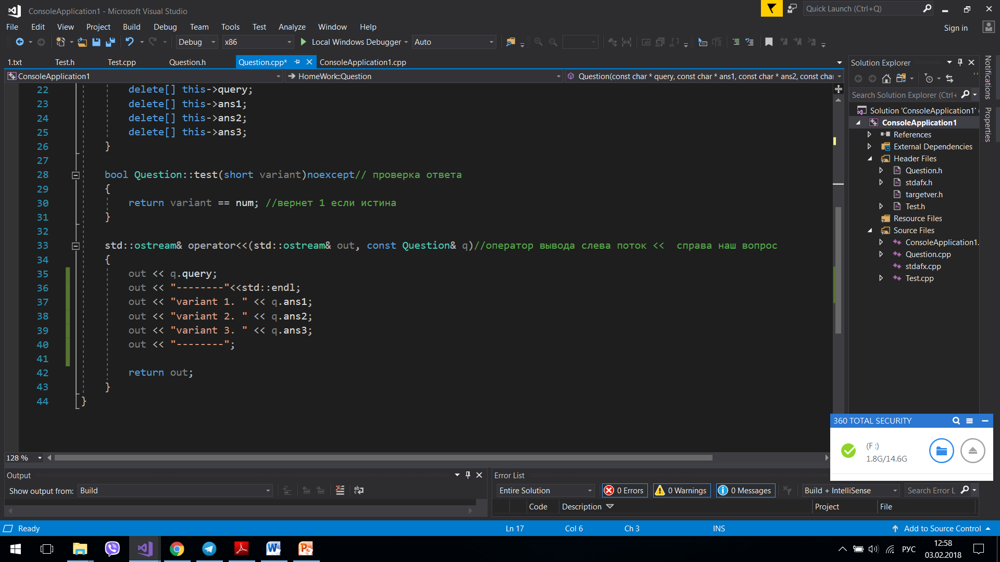 ConsoleApplication1 - Microsoft Visual Studio
Quick Launch (Ctrl+Q)
File Edit View Project Build Debug Team Tools Test Analyze Window Help
Sign in
Debug x86 Local Windows Debugger Auto
1.txt Test.h Test.cpp Question.h Question.cpp* ConsoleApplication1.cpp
ConsoleApplication1 HomeWork::Question Question(const char * query, const char * ans1, const char * ans2, const cha
22 delete[] this->query;
23 delete[] this->ans1;
24 delete[] this->ans2;
25 delete[] this->ans3;
26 }
27
28 bool Question::test(short variant)noexcept// проверка ответа
29 {
30 return variant == num; //вернет 1 если истина
31 }
32
33 std::ostream& operator<<(std::ostream& out, const Question& q)//оператор вывода слева поток <<  справа наш вопрос
34 {
35 out << q.query;
36 out << "--------"<<std::endl;
37 out << "variant 1. " << q.ans1;
38 out << "variant 2. " << q.ans2;
39 out << "variant 3. " << q.ans3;
40 out << "--------";
41
42 return out;
43 }
44 }
128 %
Solution Explorer
Search Solution Explorer (Ctrl+
Solution 'ConsoleApplication1' (
ConsoleApplication1
References
External Dependencies
Header Files
Question.h
stdafx.h
targetver.h
Test.h
Resource Files
Source Files
ConsoleApplication1.
Question.cpp
stdafx.cpp
Test.cpp
Notifications
Properties
360 TOTAL SECURITY
(F :)
1.8G/14.6G
Output
Show output from: Build
Error List
Entire Solution 0 Errors 0 Warnings 0 Messages Build + IntelliSense Search Error L
Code Description Project File
Ready Ln 17 Col 6 Ch 3 INS Add to Source Control
РУС
12:58
03.02.2018